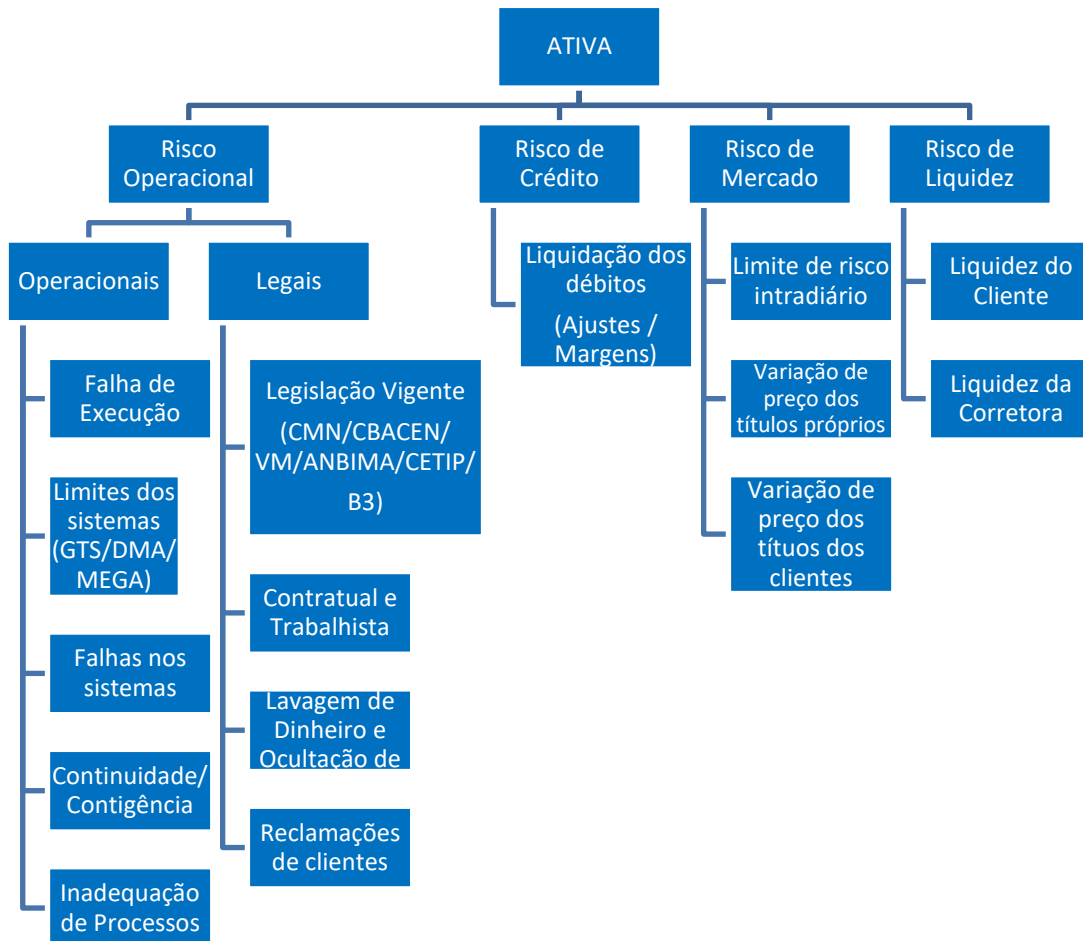 ATIVA
Risco
Operacional
Risco de
Crédito
Risco de
Mercado
Risco de
Liquidez
Operacionais
Legais
Liquidação dos
débitos
(Ajustes /
Margens)
Limite de risco
intradiário
Liquidez do
Cliente
Falha de
Execução
Legislação Vigente
(CMN/CBACEN/
VM/ANBIMA/CETIP/
B3)
Variação de
preço dos
títulos próprios
Liquidez da
Corretora
Limites dos
sistemas
(GTS/DMA/
MEGA)
Variação de
preço dos
títuos dos
clientes
Contratual e
Trabalhista
Falhas nos
sistemas
Lavagem de
Dinheiro e
Ocultação de
Continuidade/
Contigência
Reclamações
de clientes
Inadequação
de Processos